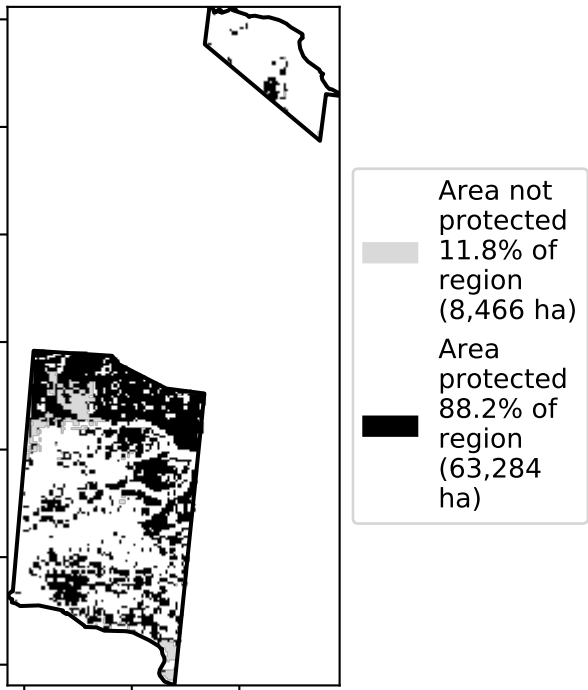 Area not
protected
11.8% of
region
(8,466 ha)
Area
protected
88.2% of
region
(63,284
ha)